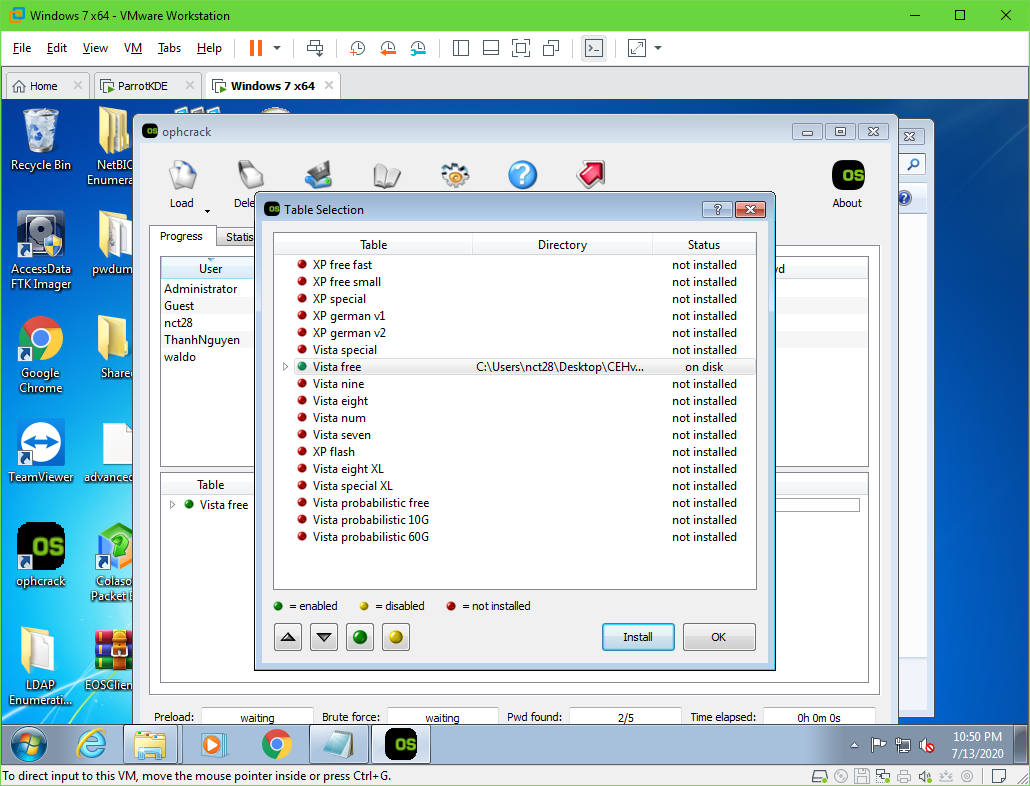 Windows 7 x64 - VMware Workstation
File Edit View VM Tabs Help
Home ParrotKDE Windows 7 x64
ophcrack
Recycle Bin
NetBIO
Enumera
Load
Dele
OS
About
Table Selection
Progress Statis
Table Directory Status
User
AccessData
FTK Imager
pwdum
Administrator
Guest
nct28
ThanhNguyen
waldo
XP free fast not installed
XP free small not installed
XP special not installed
XP german v1 not installed
XP german v2 not installed
Vista special not installed
Vista free C:\Users\nct28\Desktop\CEHv... on disk
Vista nine not installed
Vista eight not installed
Vista num not installed
Vista seven not installed
XP flash not installed
Vista eight XL not installed
Vista special XL not installed
Vista probabilistic free not installed
Vista probabilistic 10G not installed
Vista probabilistic 60G not installed
Google
Chrome
Share
TeamViewer
advanced
Table
Vista free
OS
ophcrack
Colaso
Packet B
= enabled = disabled = not installed
Install OK
LDAP
Enumerati...
EOSClien
Preload: waiting Brute force: waiting Pwd found: 2/5 Time elapsed: 0h 0m 0s
OS
10:50 PM
7/13/2020
To direct input to this VM, move the mouse pointer inside or press Ctrl+G.